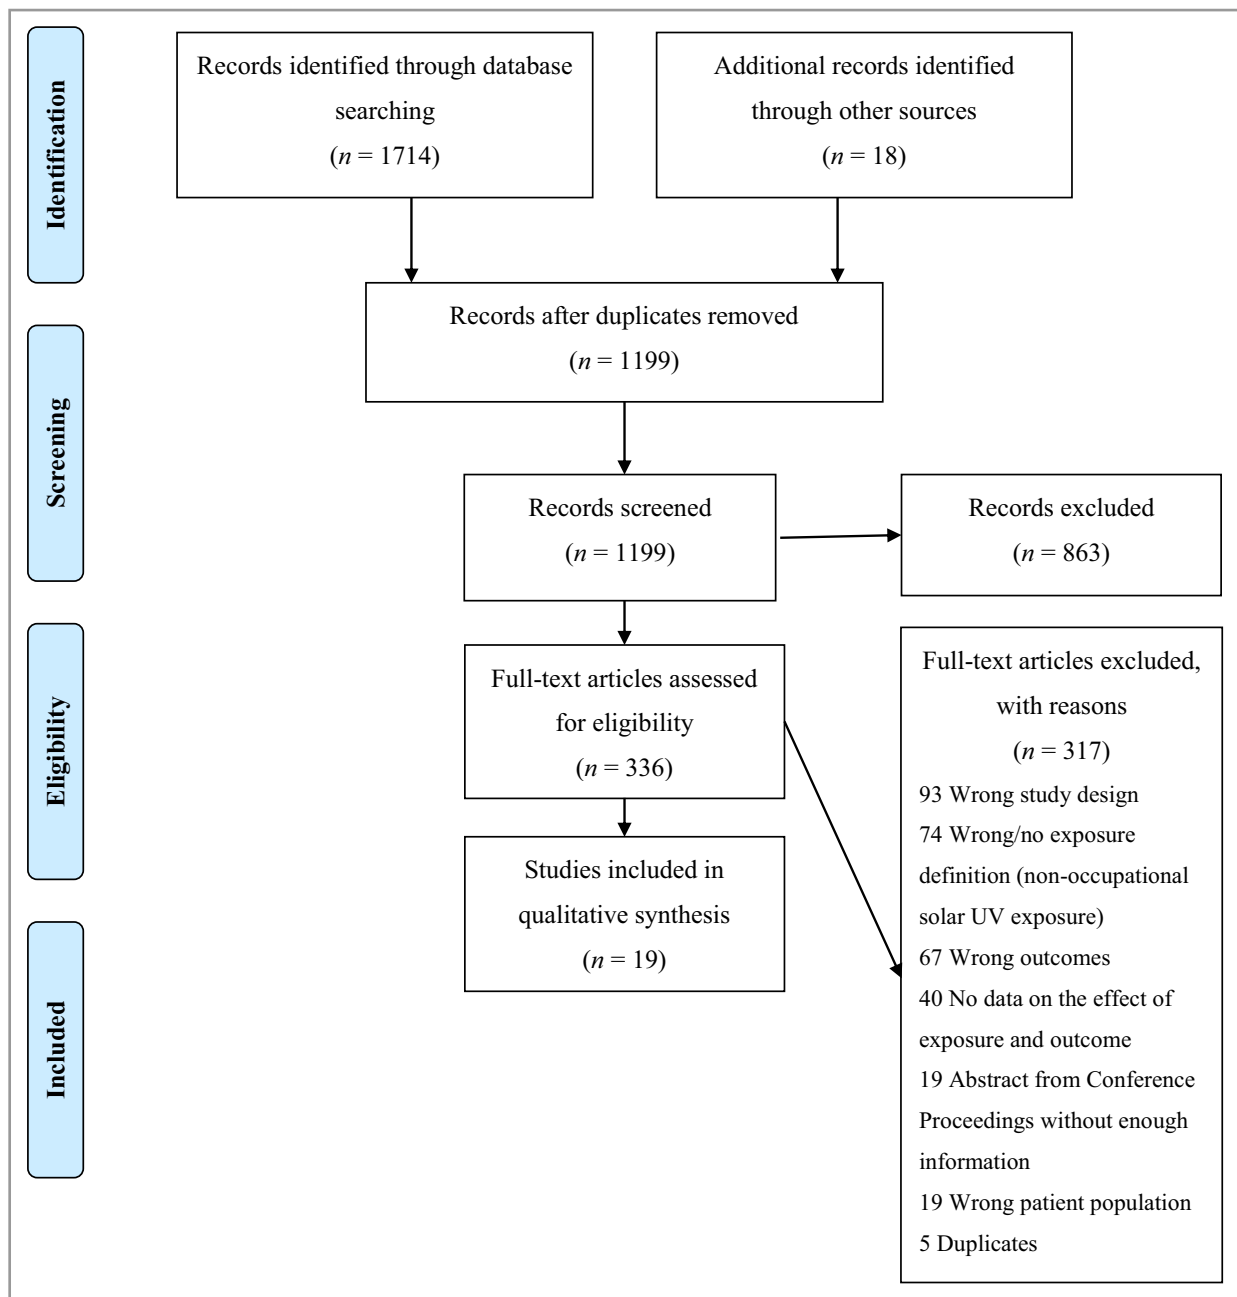 Identification
Records identified through database
searching
(n = 1714)
Additional records identified
through other sources
(n = 18)
Records after duplicates removed
(n = 1199)
Screening
Records screened
(n = 1199)
Records excluded
(n = 863)
Eligibility
Full-text articles assessed
for eligibility
(n = 336)
Full-text articles excluded,
with reasons
(n = 317)
93 Wrong study design
74 Wrong/no exposure
definition (non-occupational
solar UV exposure)
67 Wrong outcomes
40 No data on the effect of
exposure and outcome
19 Abstract from Conference
Proceedings without enough
information
19 Wrong patient population
5 Duplicates
Included
Studies included in
qualitative synthesis
(n = 19)